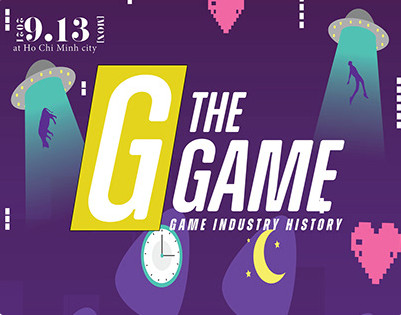 2021
9.13
[MON]
at Ho Chi Minh city
G
THE
GAME
GAME INDUSTRY HISTORY